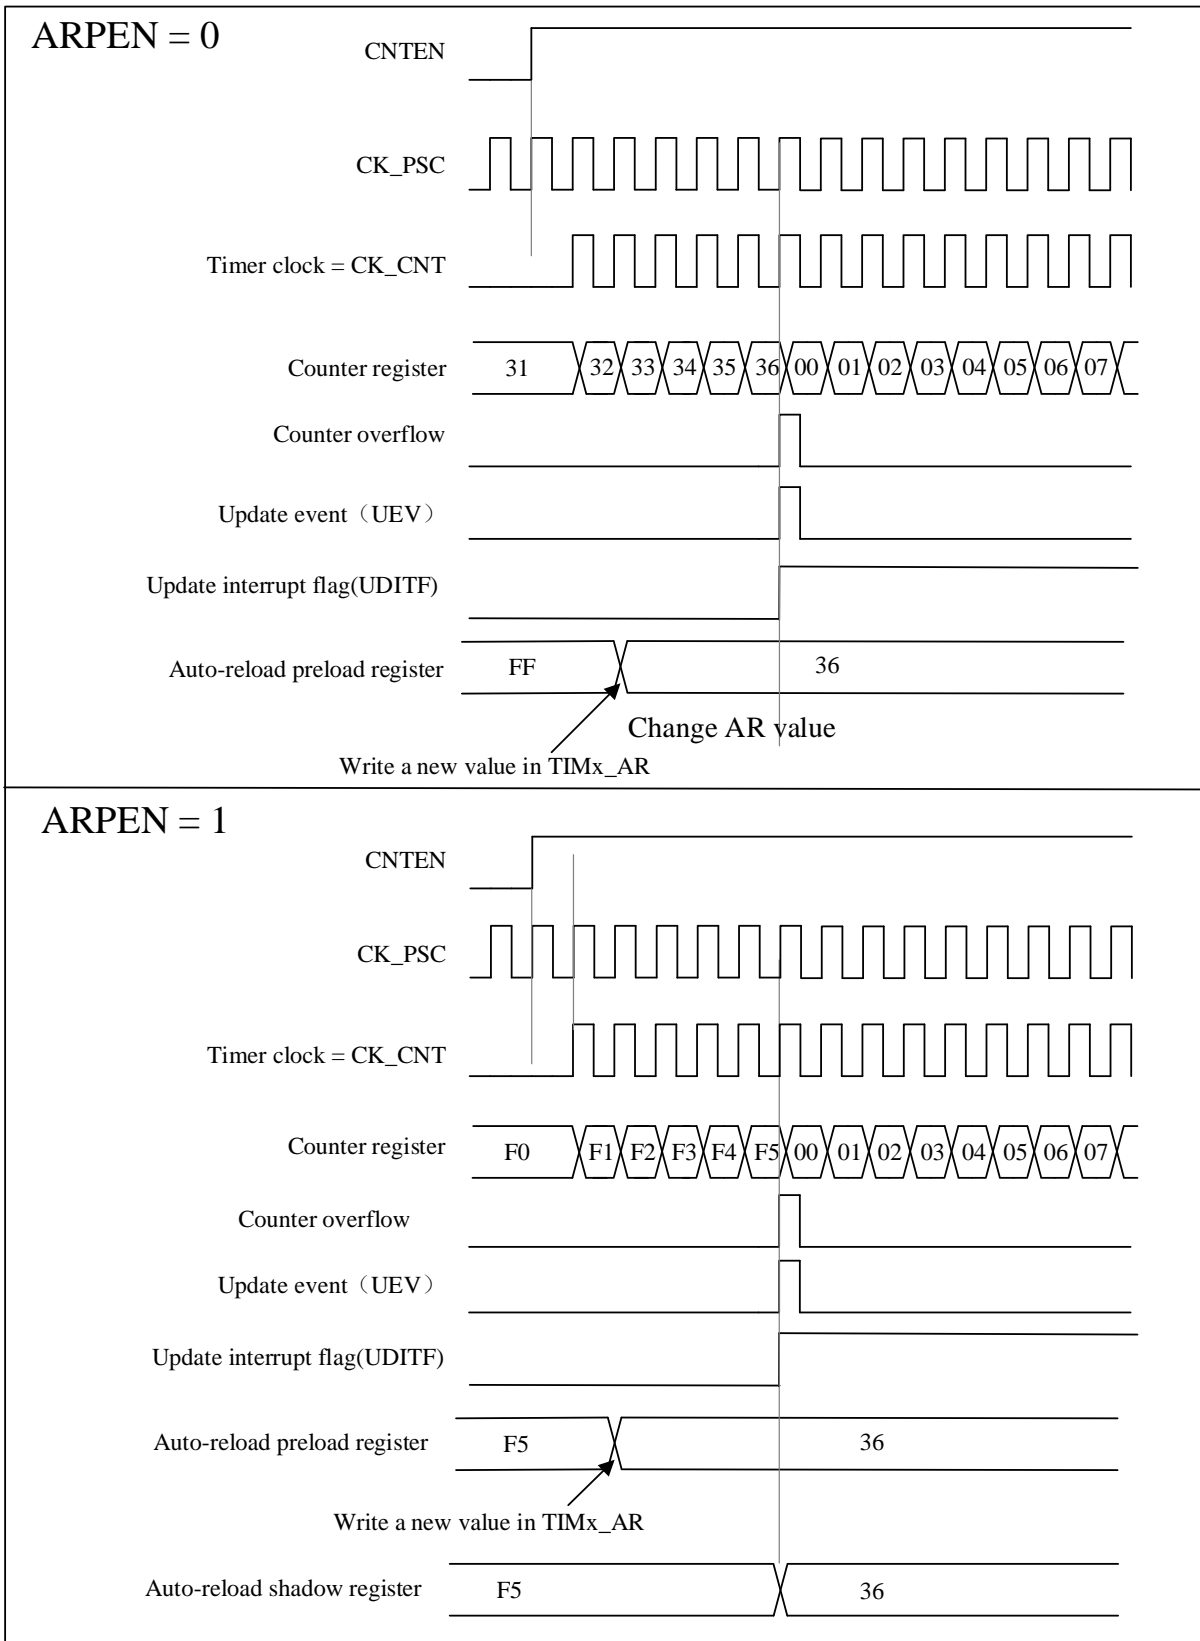 ARPEN = 0
CNTEN
CK_PSC
Timer clock = CK_CNT
Counter register 31 32 33 34 35 36 00 01 02 03 04 05 06 07
Counter overflow
Update event（UEV）
Update interrupt flag(UDITF)
Auto-reload preload register FF 36
Change AR value
Write a new value in TIMx_AR
ARPEN = 1
CNTEN
CK_PSC
Timer clock = CK_CNT
Counter register F0 F1 F2 F3 F4 F5 00 01 02 03 04 05 06 07
Counter overflow
Update event（UEV）
Update interrupt flag(UDITF)
Auto-reload preload register F5 36
Write a new value in TIMx_AR
Auto-reload shadow register F5 36